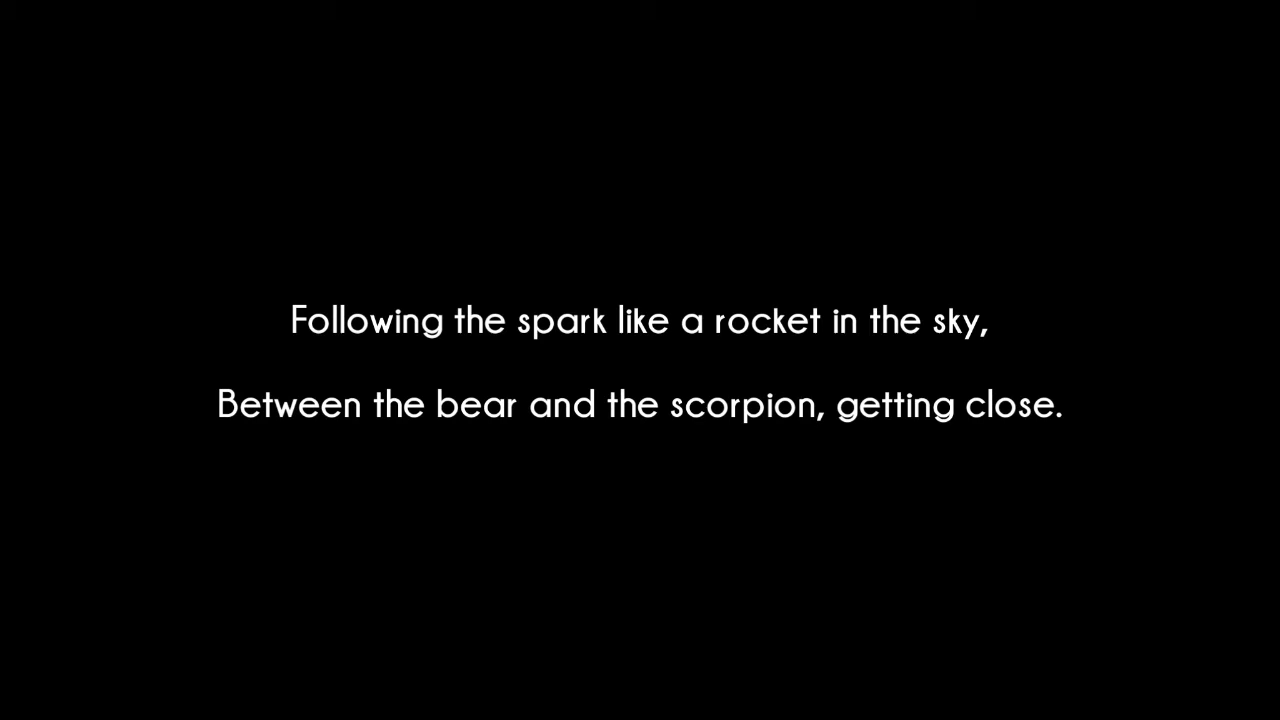 Following the spark like a rocket in the sky,
Between the bear and the scorpion, getting close.